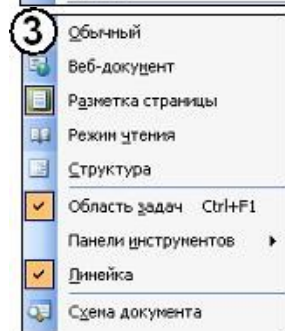 3
Обычный
Веб-документ
Разметка страницы
Режим чтения
Структура
Область задач Ctrl+F1
Панели инструментов
Линейка
Схема документа